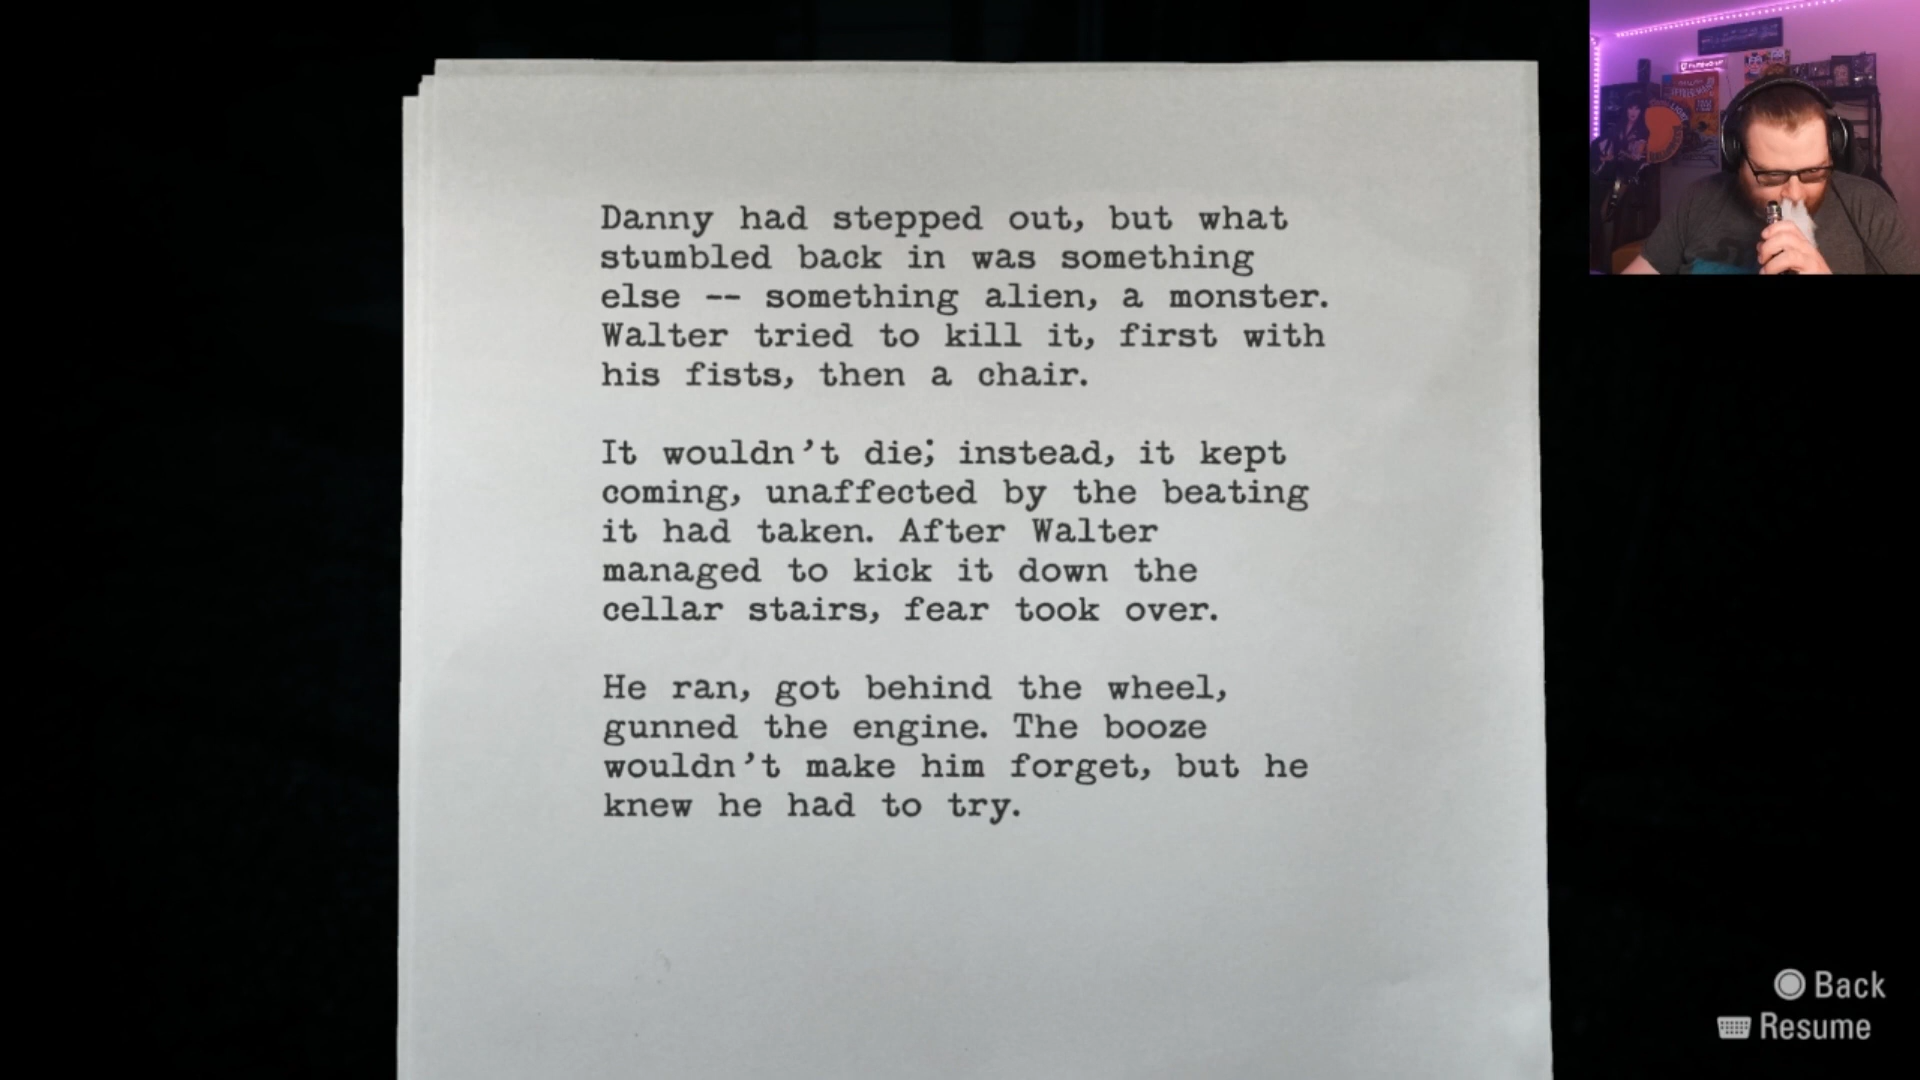 Danny had stepped out, but what
stumbled back in was something
else -- something alien, a monster.
Walter tried to kill it, first with
his fists, then a chair.
It wouldn't die; instead, it kept
coming, unaffected by the beating
it had taken. After Walter
managed to kick it down the
cellar stairs, fear took over.
He ran, got behind the wheel,
gunned the engine. The booze
wouldn't make him forget, but he
knew he had to try.
Back
Resume